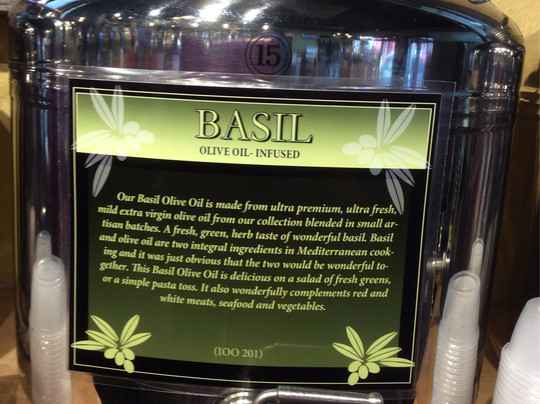 15
BASIL
OLIVE OIL- INFUSED
Our Basil Olive Oil is made from ultra premium, ultra fresh,
mild extra virgin olive oil from our collection blended in small ar-
tisan batches. A fresh, green, herb taste of wonderful basil. Basil
and olive oil are two integral ingredients in Mediterranean cook-
ing and it was just obvious that the two would be wonderful to-
gether. This Basil Olive Oil is delicious on a salad of fresh greens,
or a simple pasta toss. It also wonderfully complements red and
white meats, seafood and vegetables.
(IOO 201)